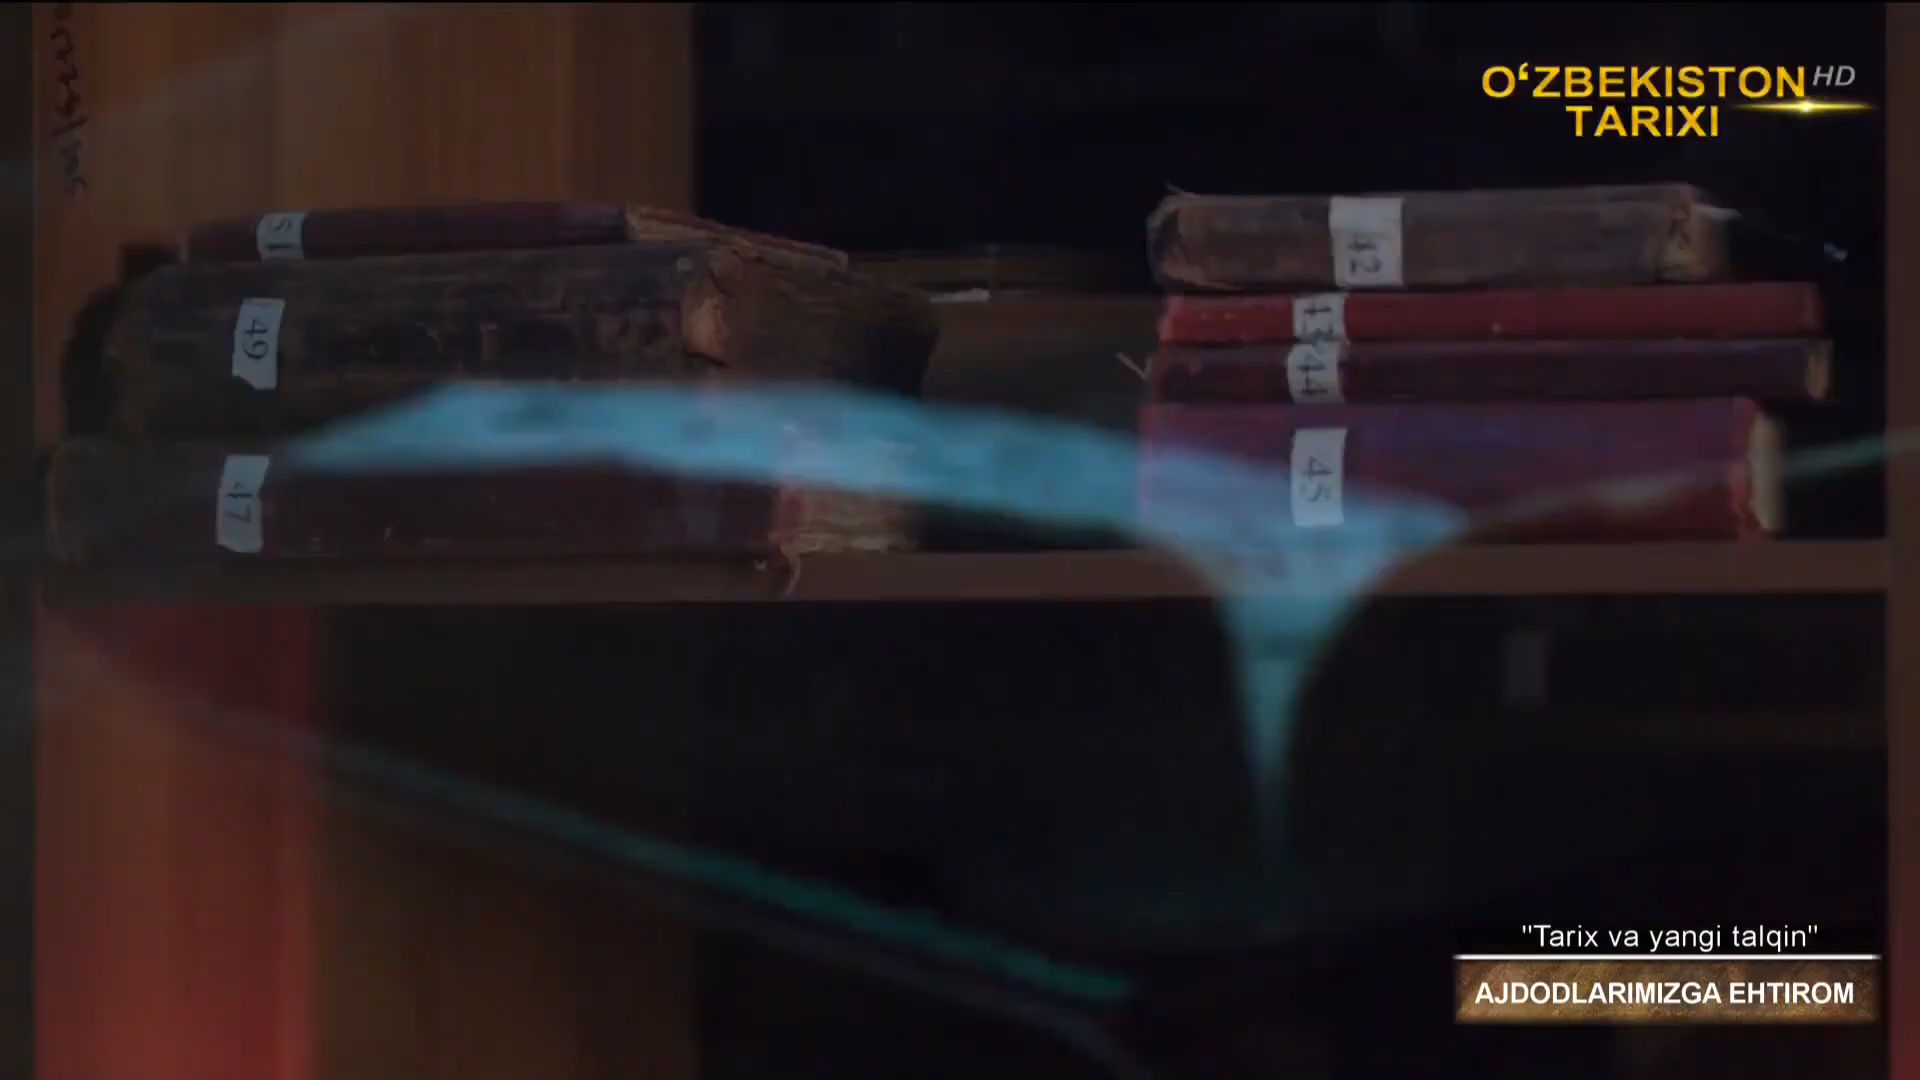 O‘ZBEKISTON HD
TARIXI
51
49
47
42
43
44
45
"Tarix va yangi talqin"
AJDODLARIMIZGA EHTIROM